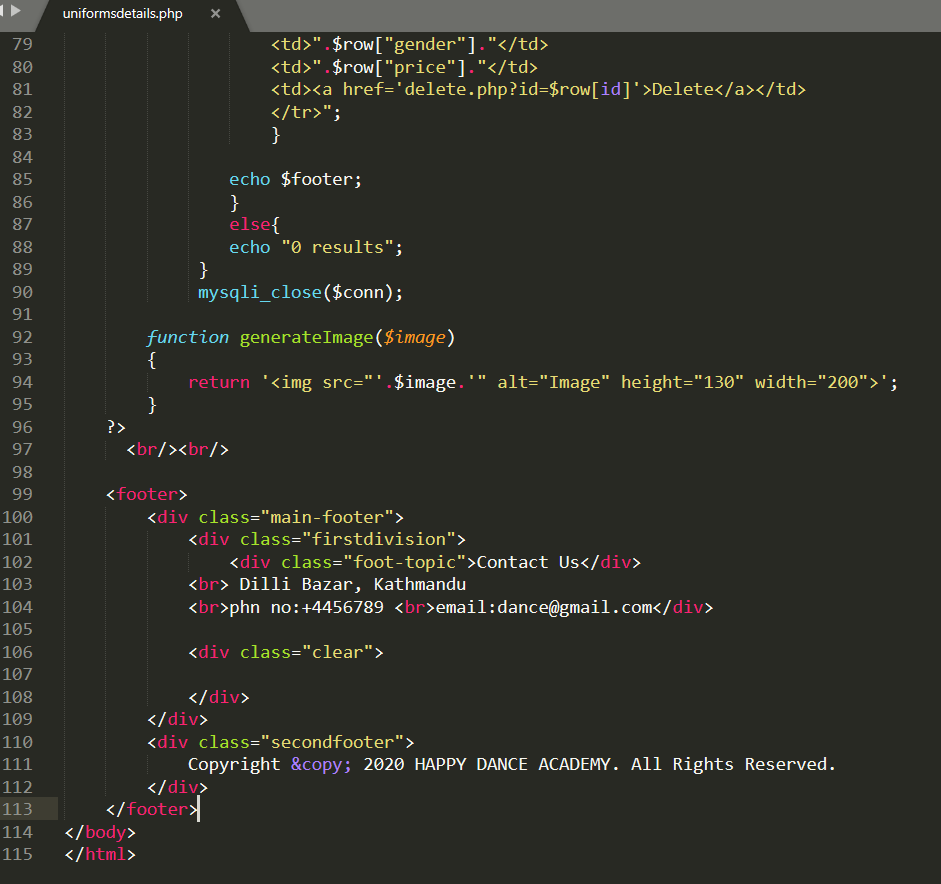 uniformsdetails.php ×
79 <td>".$row["gender"]."</td>
80 <td>".$row["price"]."</td>
81 <td><a href='delete.php?id=$row[id]'>Delete</a></td>
82 </tr>";
83 }
84
85 echo $footer;
86 }
87 else{
88 echo "0 results";
89 }
90 mysqli_close($conn);
91
92 function generateImage($image)
93 {
94 return '<img src="'.$image.'" alt="Image" height="130" width="200">';
95 }
96 ?>
97 <br/><br/>
98
99 <footer>
100 <div class="main-footer">
101 <div class="firstdivision">
102 <div class="foot-topic">Contact Us</div>
103 <br> Dilli Bazar, Kathmandu
104 <br>phn no:+4456789 <br>email:dance@gmail.com</div>
105
106 <div class="clear">
107
108 </div>
109 </div>
110 <div class="secondfooter">
111 Copyright &copy; 2020 HAPPY DANCE ACADEMY. All Rights Reserved.
112 </div>
113 </footer>
114 </body>
115 </html>